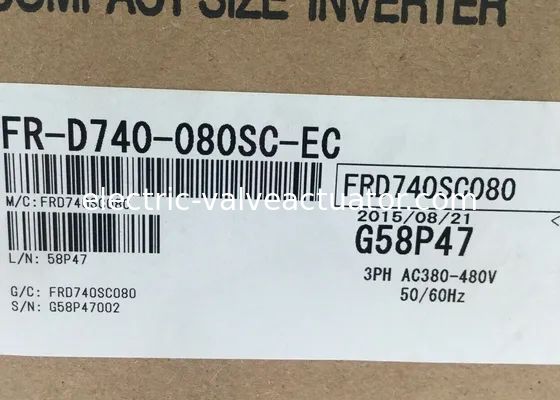 COMPACT SIZE INVERTER
FR-D740-080SC-EC
M/C:FRD740SC080
FRD740SC080
electric-valveactuator.com
2015/08/21
G58P47
L/N: 58P47
3PH AC380-480V
50/60Hz
G/C: FRD740SC080
S/N: G58P47002